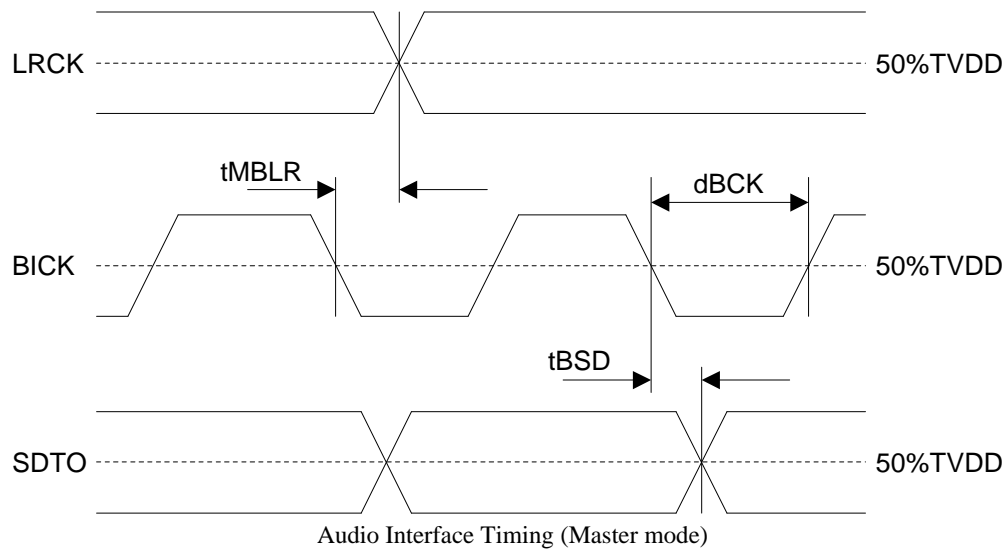 LRCK
50%TVDD
tMBLR
dBCK
BICK
50%TVDD
tBSD
SDTO
50%TVDD
Audio Interface Timing (Master mode)